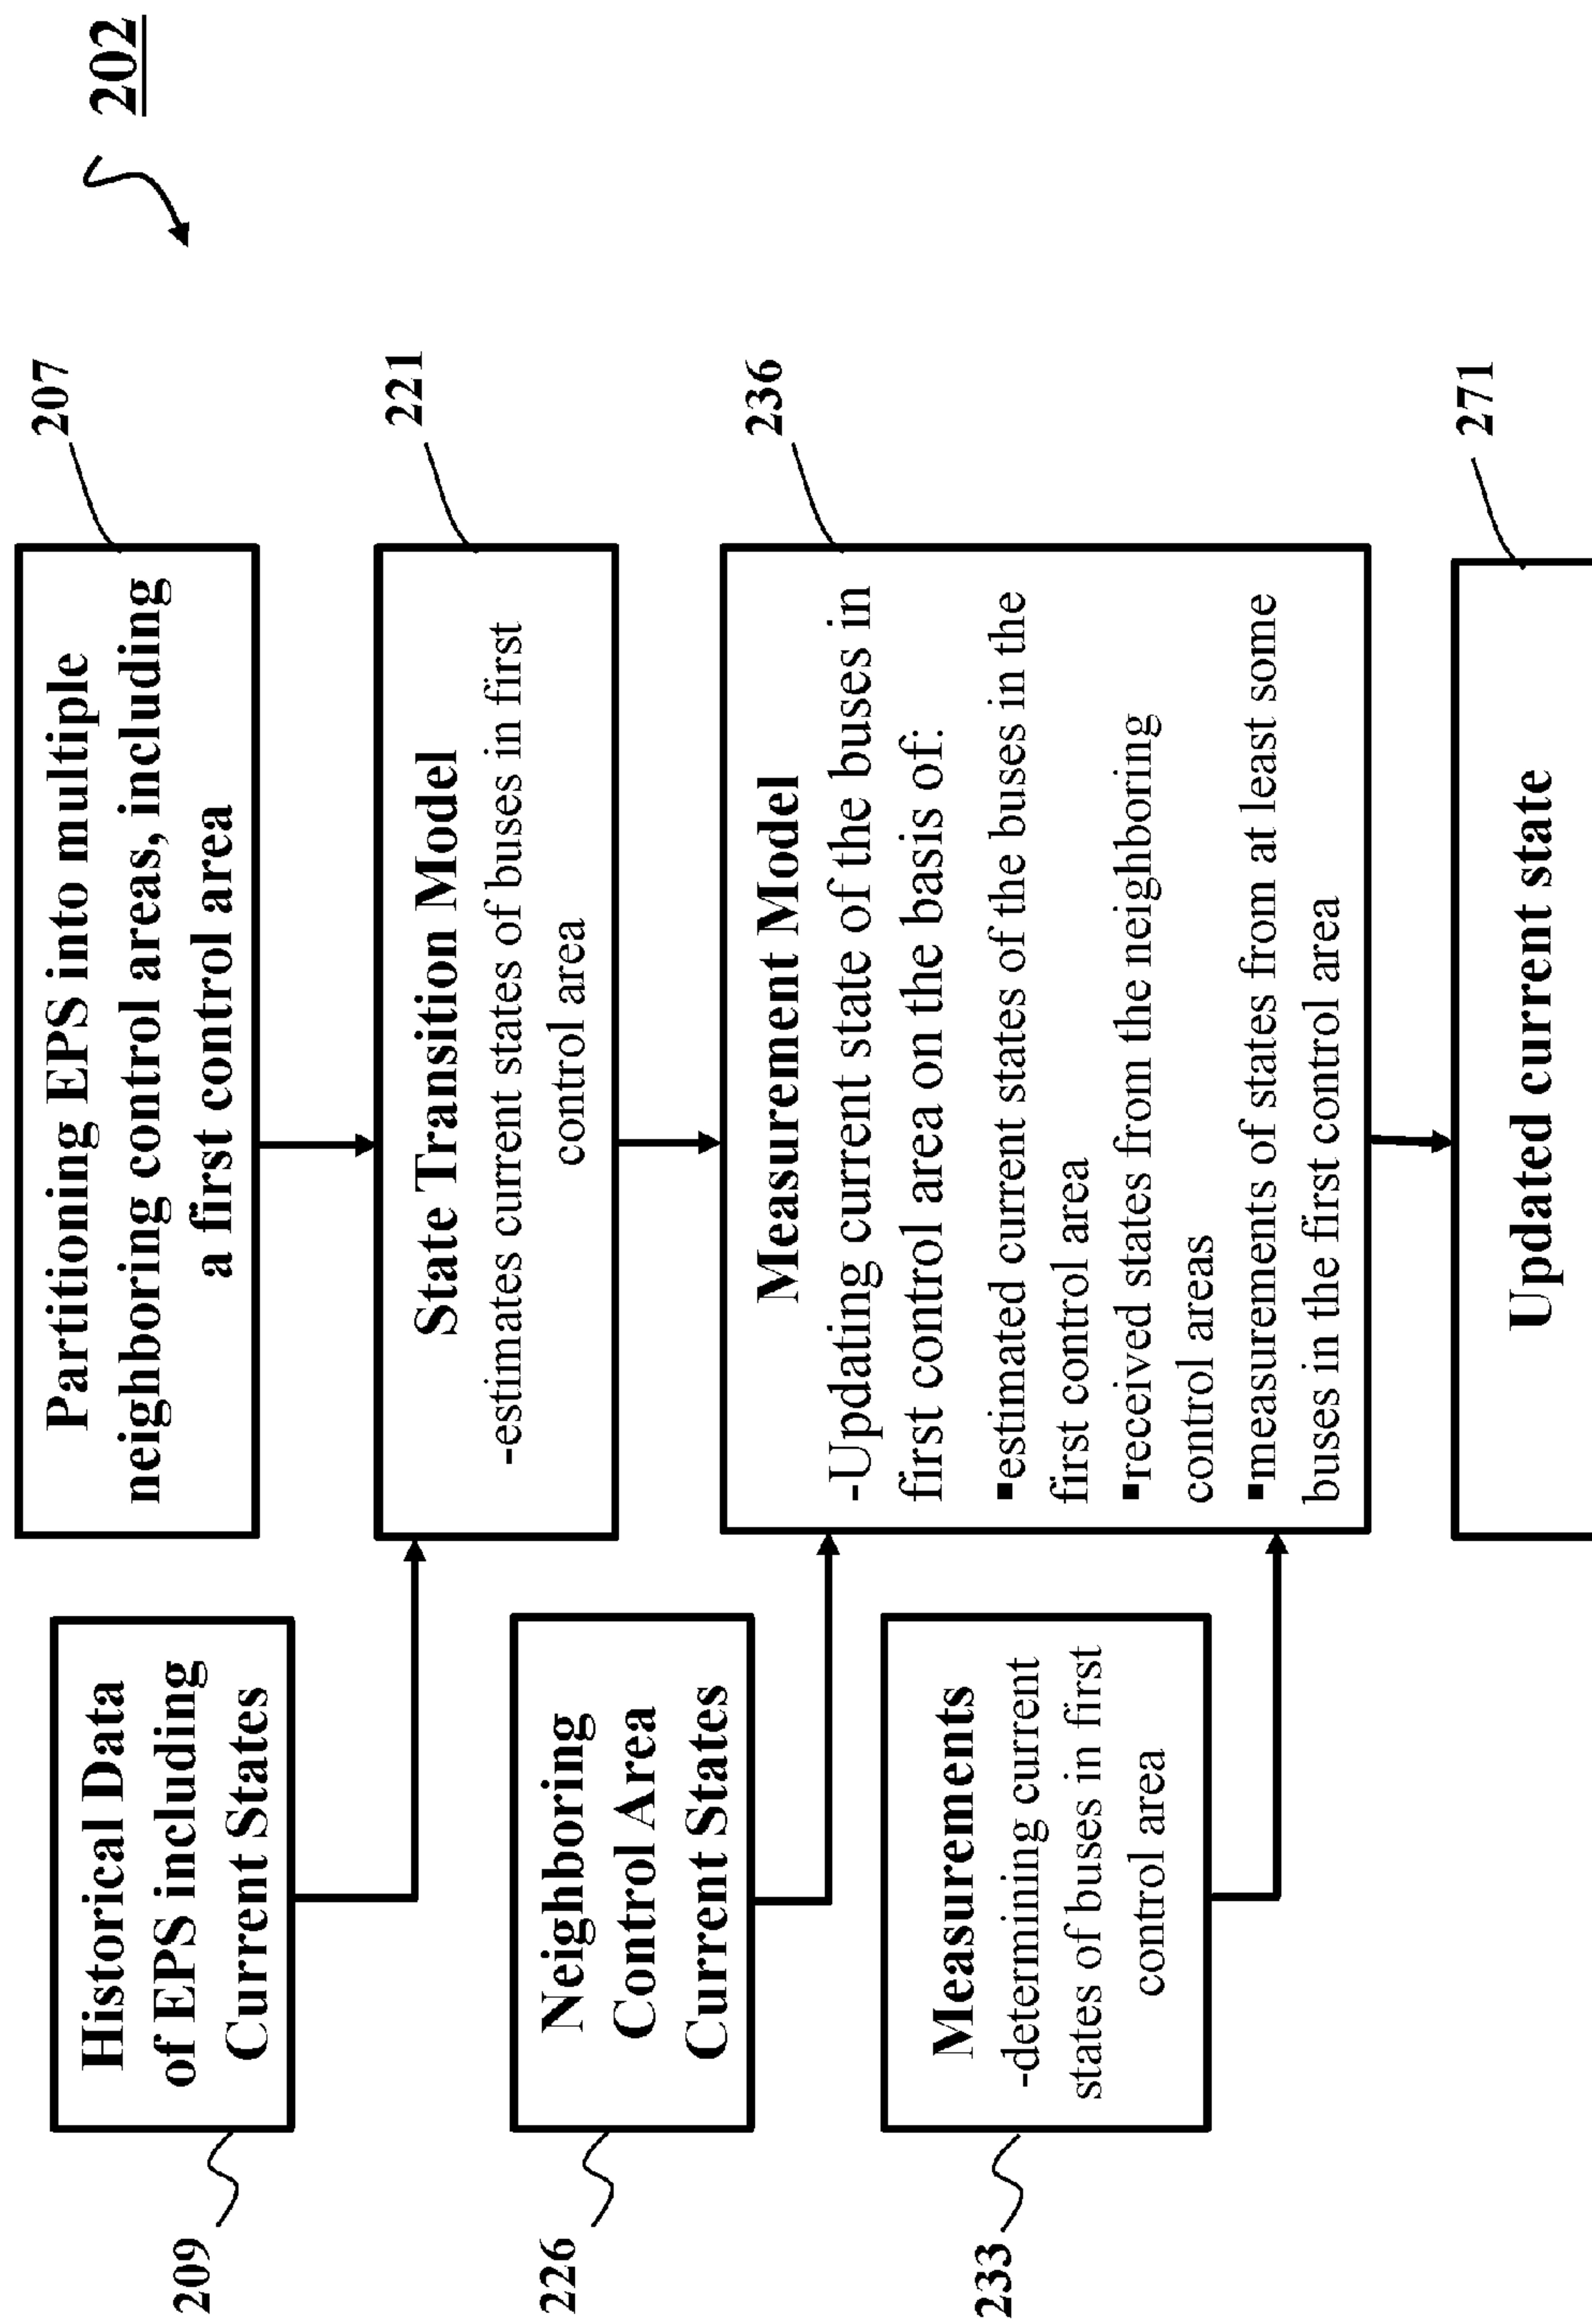 202
207
Partitioning EPS into multiple
neighboring control areas, including
a first control area
209
Historical Data
of EPS including
Current States
221
State Transition Model
-estimates current states of buses in first
control area
226
Neighboring
Control Area
Current States
236
Measurement Model
-Updating current state of the buses in
first control area on the basis of:
▪estimated current states of the buses in the
first control area
▪received states from the neighboring
control areas
▪measurements of states from at least some
buses in the first control area
233
Measurements
-determining current
states of buses in first
control area
271
Updated current state